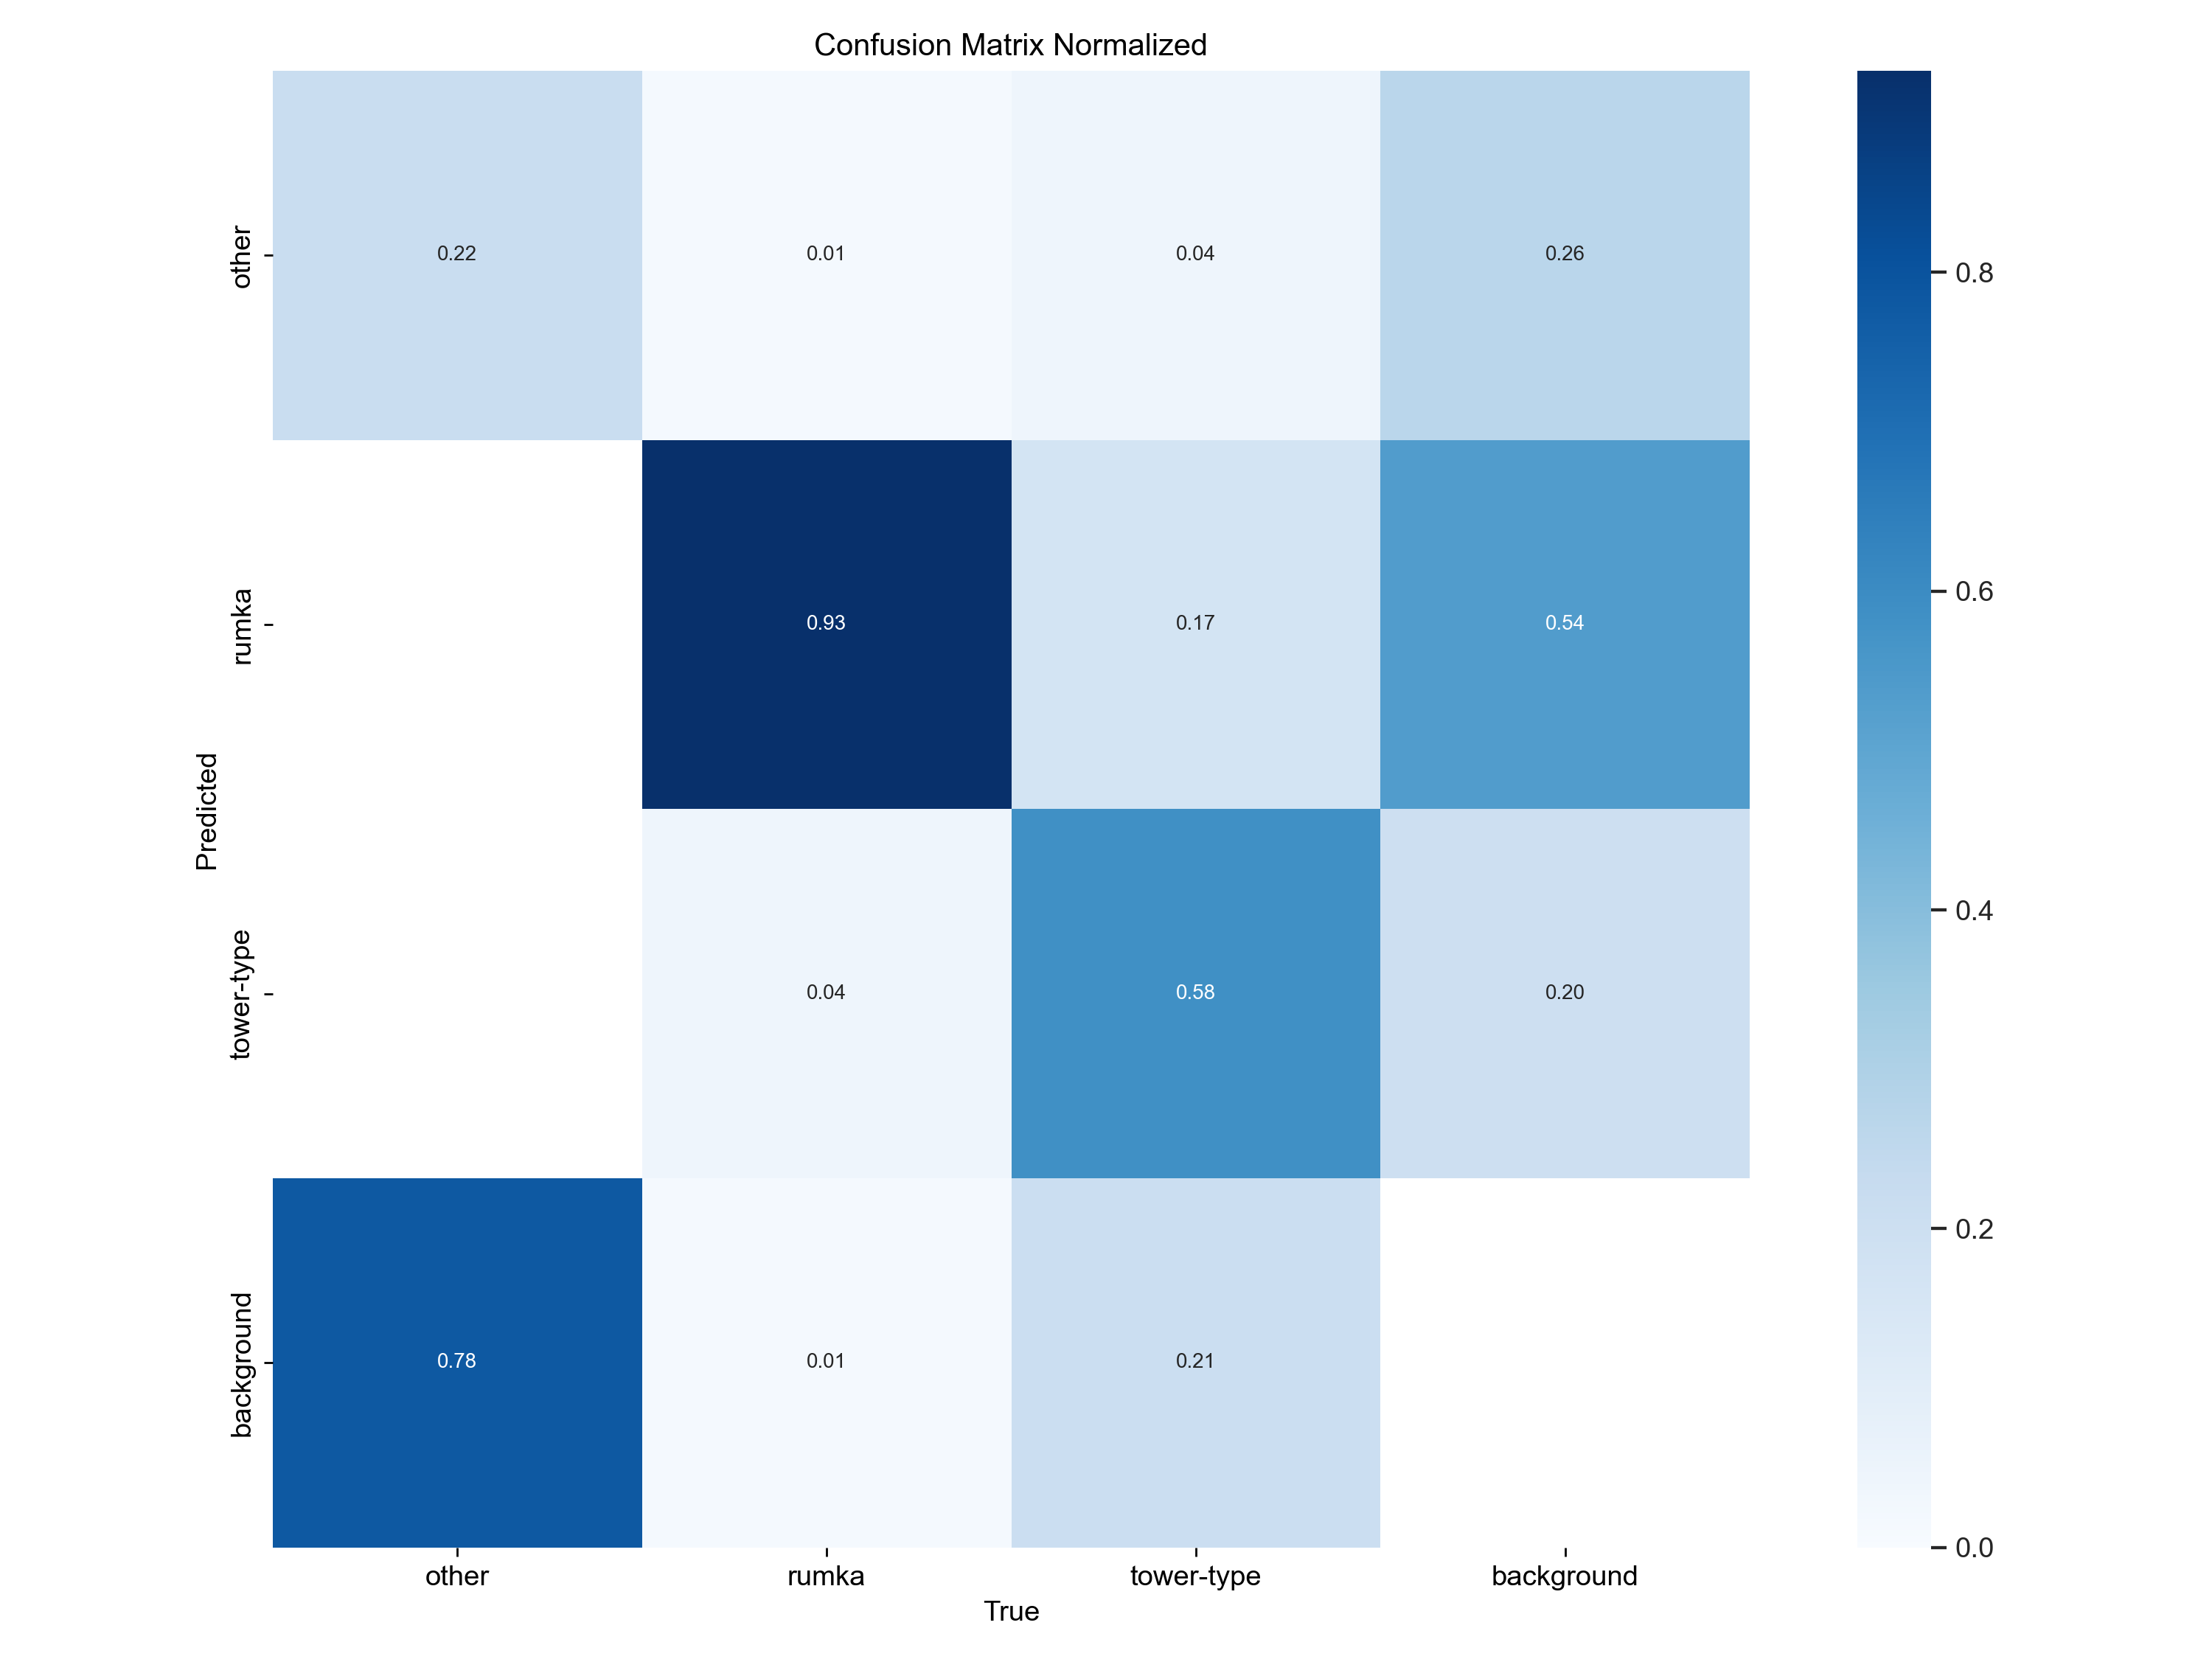 Confusion Matrix Normalized
other 0.22 0.01 0.04 0.26
rumka 0.93 0.17 0.54
tower-type 0.04 0.58 0.20
background 0.78 0.01 0.21
Predicted
other rumka tower-type background
True
0.8
0.6
0.4
0.2
0.0